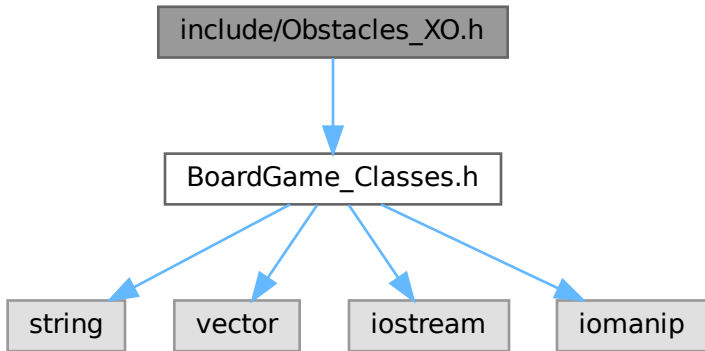 include/Obstacles_XO.h
BoardGame_Classes.h
string
vector
iostream
iomanip